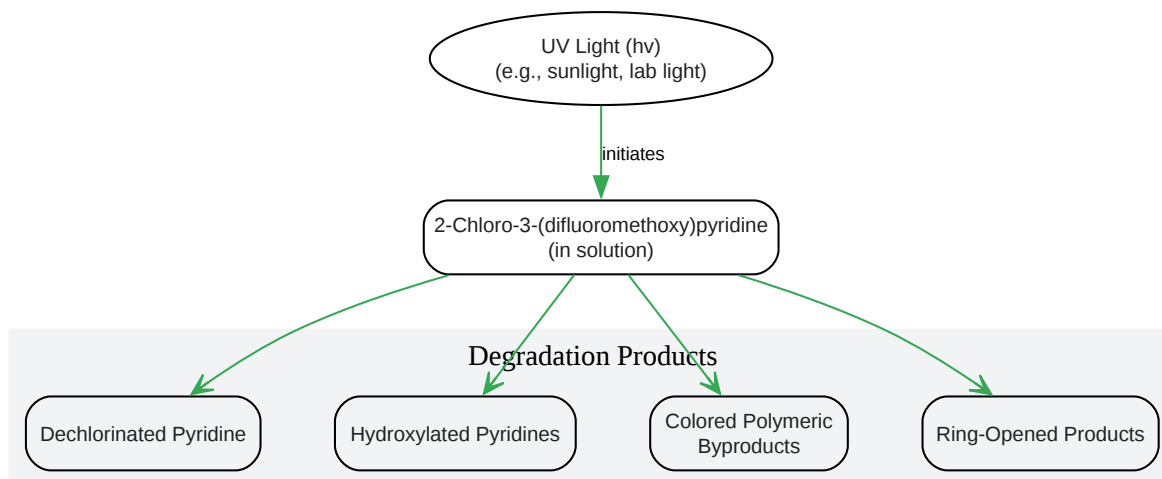 UV Light (hv)
(e.g., sunlight, lab light)
initiates
2-Chloro-3-(difluoromethoxy)pyridine
(in solution)
Degradation Products
Dechlorinated Pyridine
Hydroxylated Pyridines
Colored Polymeric
Byproducts
Ring-Opened Products